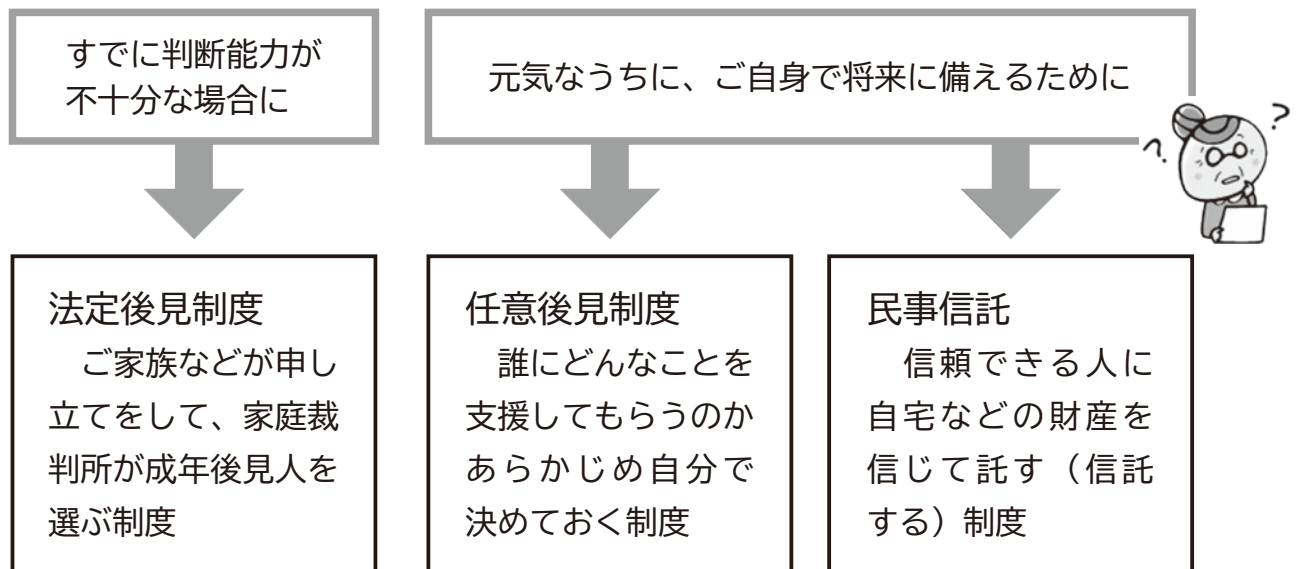 すでに判断能力が
不十分な場合に
元気なうちに、ご自身で将来に備えるために
? ?
法定後見制度
　ご家族などが申し
立てをして、家庭裁
判所が成年後見人を
選ぶ制度
任意後見制度
　誰にどんなことを
支援してもらうのか
あらかじめ自分で
決めておく制度
民事信託
　信頼できる人に
自宅などの財産を
信じて託す（信託
する）制度